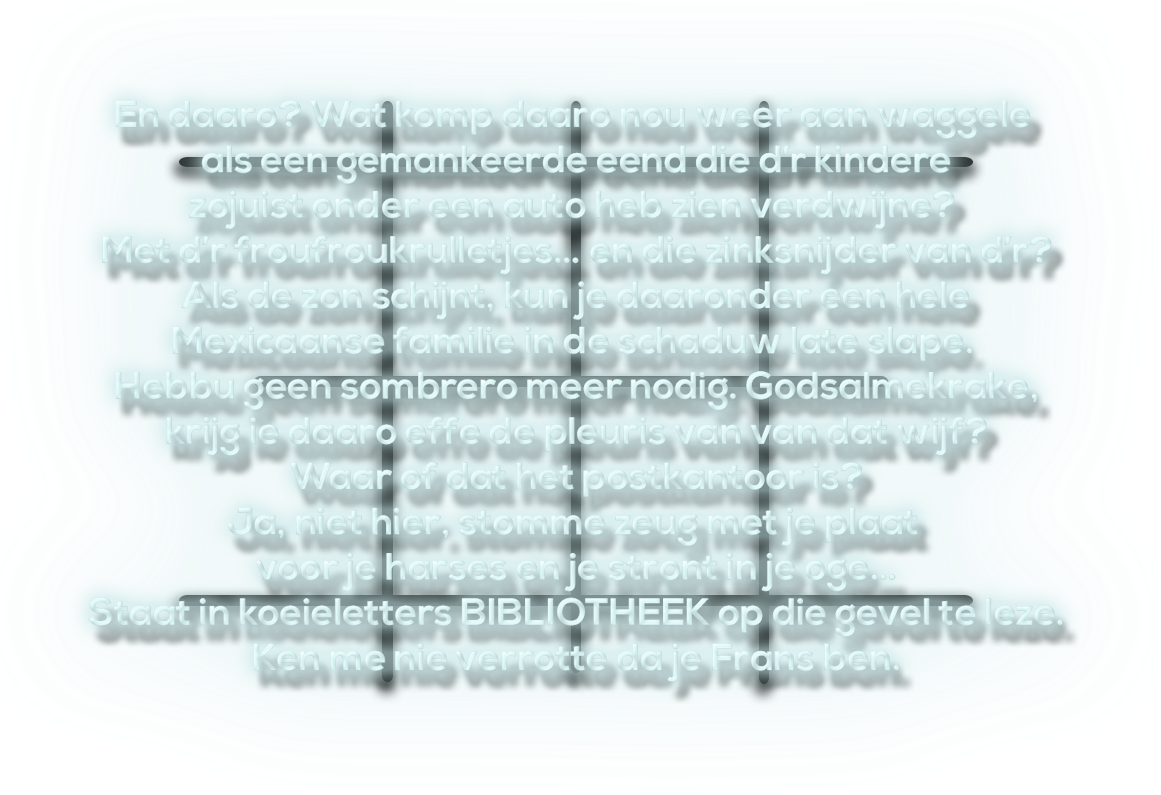 En daaro? Wat komp daaro nou weer aan waggele
als een gemankeerde eend die d'r kindere
zojuist onder een auto heb zien verdwijne?
Met d'r froufroukrulletjes... en die zinksnijder van d'r?
Als de zon schijnt, kun je daaronder een hele
Mexicaanse familie in de schaduw late slape.
Hebbu geen sombrero meer nodig. Godsalmekrake,
krijg je daaro effe de pleuris van van dat wijf?
Waar of dat het postkantoor is?
Ja, niet hier, stomme zeug met je plaat
voor je harses en je stront in je oge...
Staat in koeieletters BIBLIOTHEEK op die gevel te leze.
Ken me nie verrotte da je Frans ben.